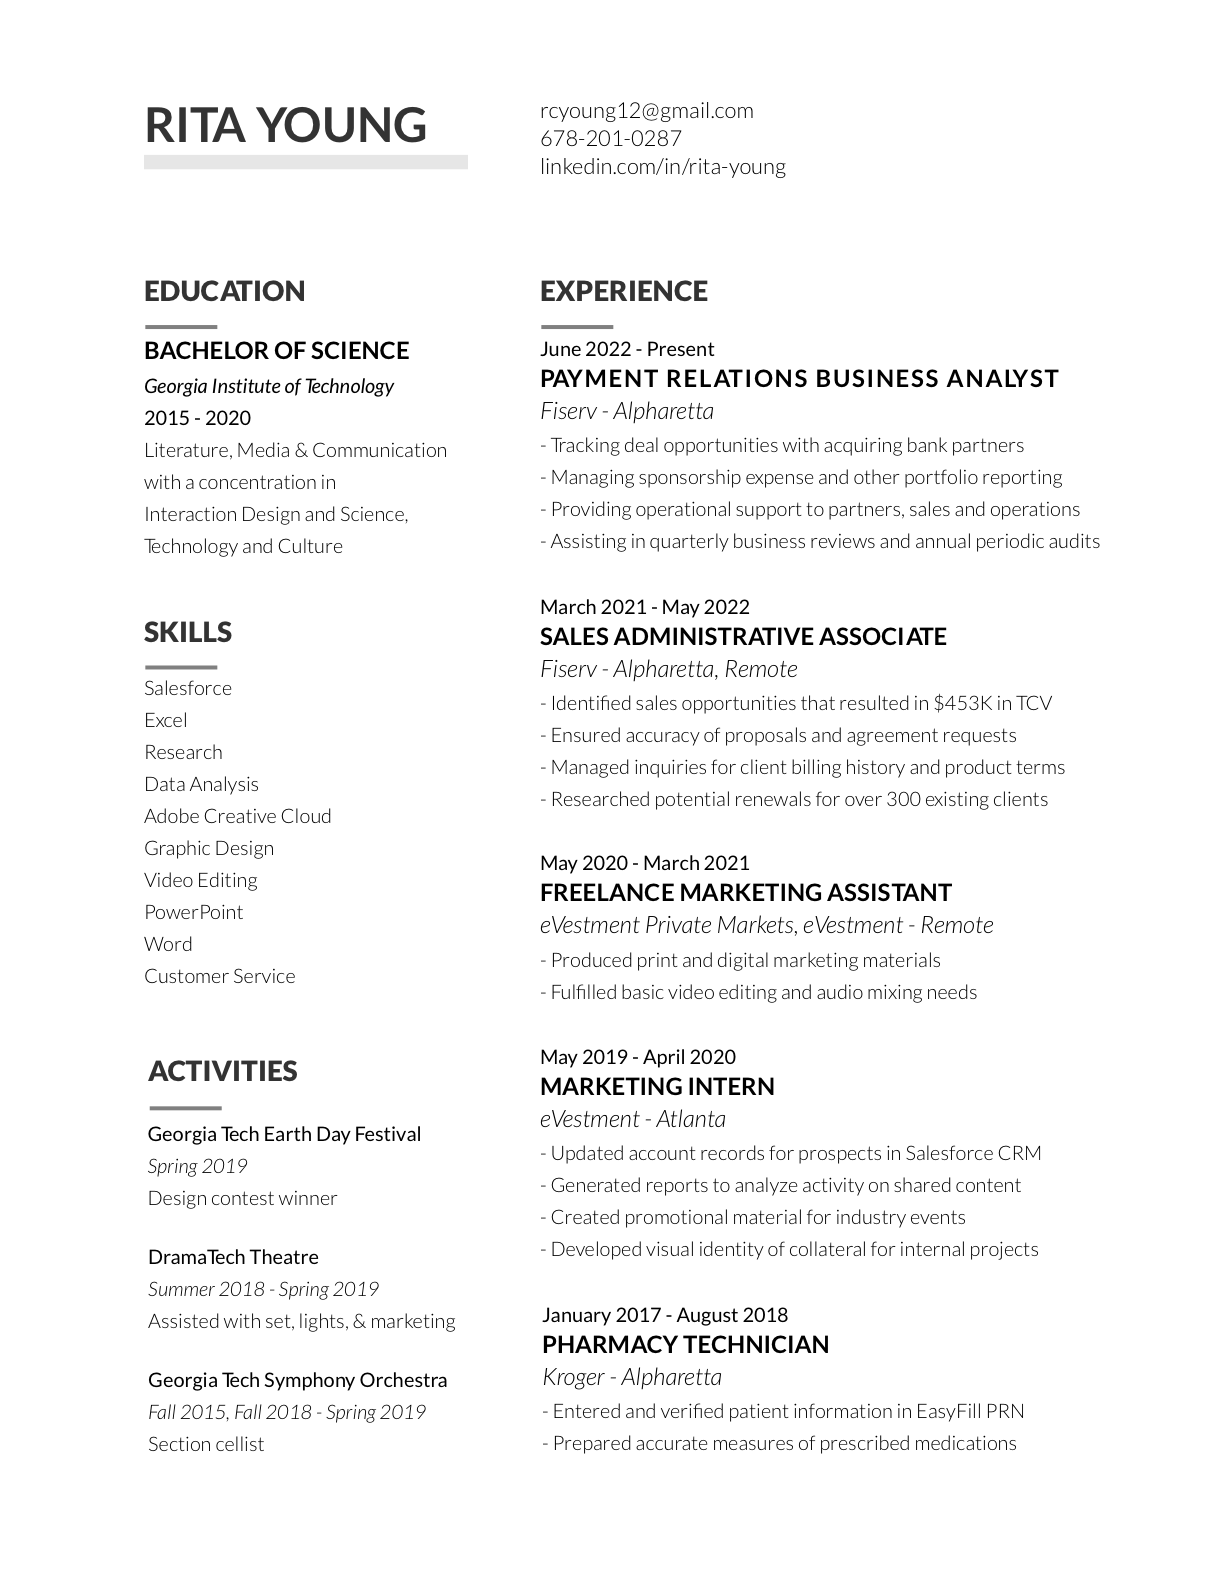 RITA YOUNG
rcyoung12@gmail.com
678-201-0287
linkedin.com/in/rita-young
EDUCATION
BACHELOR OF SCIENCE
Georgia Institute of Technology
2015 - 2020
Literature, Media & Communication
with a concentration in
Interaction Design and Science,
Technology and Culture
SKILLS
Salesforce
Excel
Research
Data Analysis
Adobe Creative Cloud
Graphic Design
Video Editing
PowerPoint
Word
Customer Service
ACTIVITIES
Georgia Tech Earth Day Festival
Spring 2019
Design contest winner
DramaTech Theatre
Summer 2018 - Spring 2019
Assisted with set, lights, & marketing
Georgia Tech Symphony Orchestra
Fall 2015, Fall 2018 - Spring 2019
Section cellist
EXPERIENCE
June 2022 - Present
PAYMENT RELATIONS BUSINESS ANALYST
Fiserv - Alpharetta
- Tracking deal opportunities with acquiring bank partners
- Managing sponsorship expense and other portfolio reporting
- Providing operational support to partners, sales and operations
- Assisting in quarterly business reviews and annual periodic audits
March 2021 - May 2022
SALES ADMINISTRATIVE ASSOCIATE
Fiserv - Alpharetta, Remote
- Identified sales opportunities that resulted in $453K in TCV
- Ensured accuracy of proposals and agreement requests
- Managed inquiries for client billing history and product terms
- Researched potential renewals for over 300 existing clients
May 2020 - March 2021
FREELANCE MARKETING ASSISTANT
eVestment Private Markets, eVestment - Remote
- Produced print and digital marketing materials
- Fulfilled basic video editing and audio mixing needs
May 2019 - April 2020
MARKETING INTERN
eVestment - Atlanta
- Updated account records for prospects in Salesforce CRM
- Generated reports to analyze activity on shared content
- Created promotional material for industry events
- Developed visual identity of collateral for internal projects
January 2017 - August 2018
PHARMACY TECHNICIAN
Kroger - Alpharetta
- Entered and verified patient information in EasyFill PRN
- Prepared accurate measures of prescribed medications